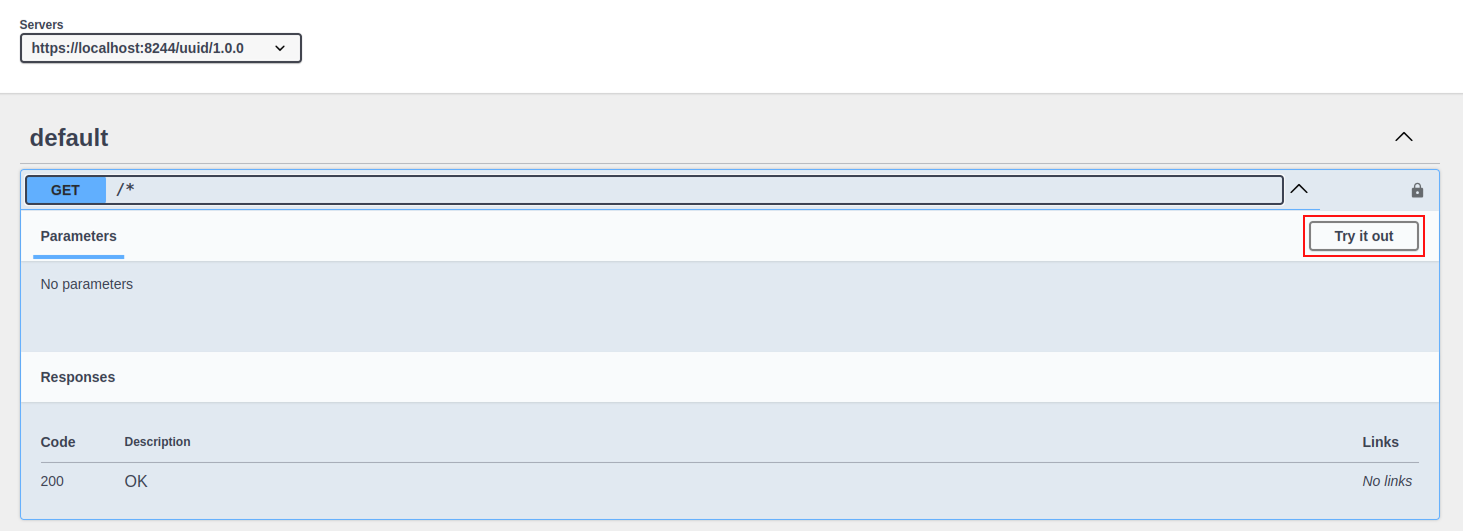 Servers
https://localhost:8244/uuid/1.0.0
default
GET /*
Parameters
Try it out
No parameters
Responses
Code Description Links
200 OK No links